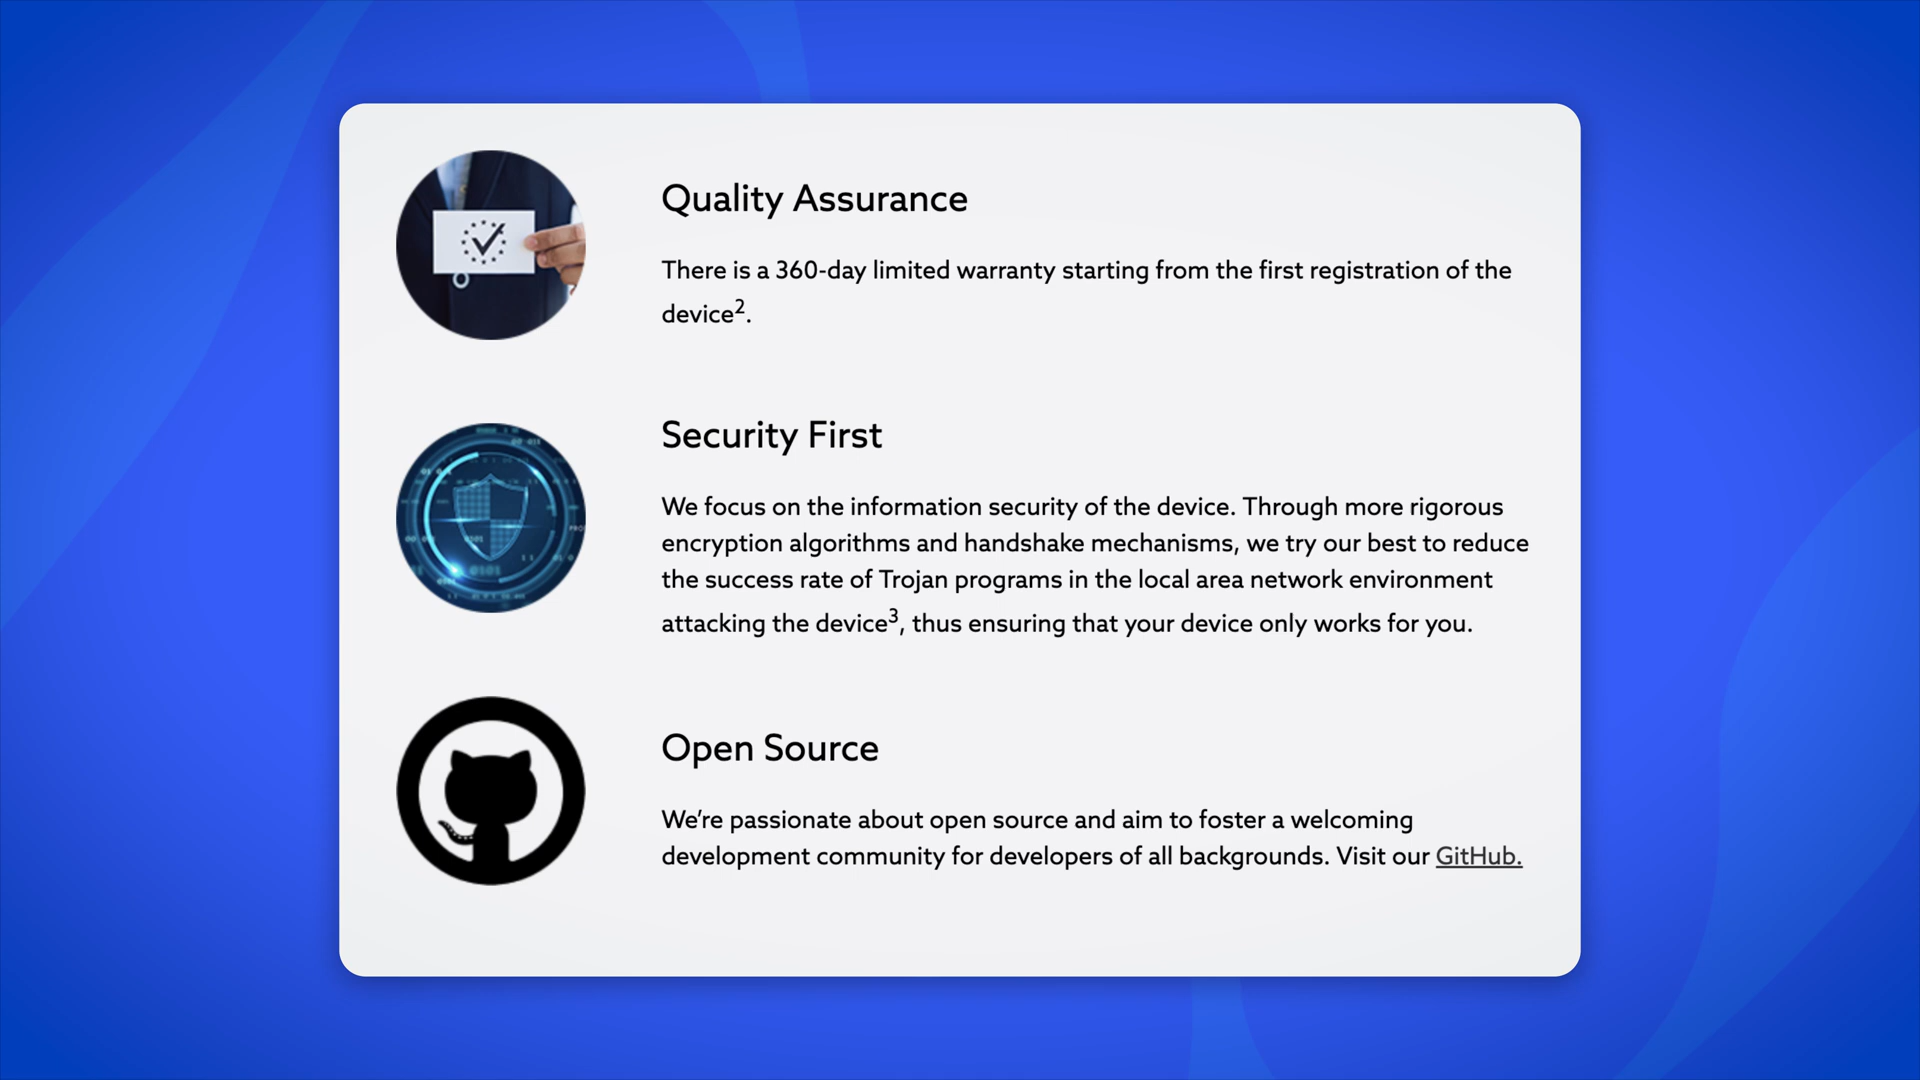 Quality Assurance
There is a 360-day limited warranty starting from the first registration of the
device².
Security First
We focus on the information security of the device. Through more rigorous
encryption algorithms and handshake mechanisms, we try our best to reduce
the success rate of Trojan programs in the local area network environment
attacking the device³, thus ensuring that your device only works for you.
Open Source
We’re passionate about open source and aim to foster a welcoming
development community for developers of all backgrounds. Visit our GitHub.